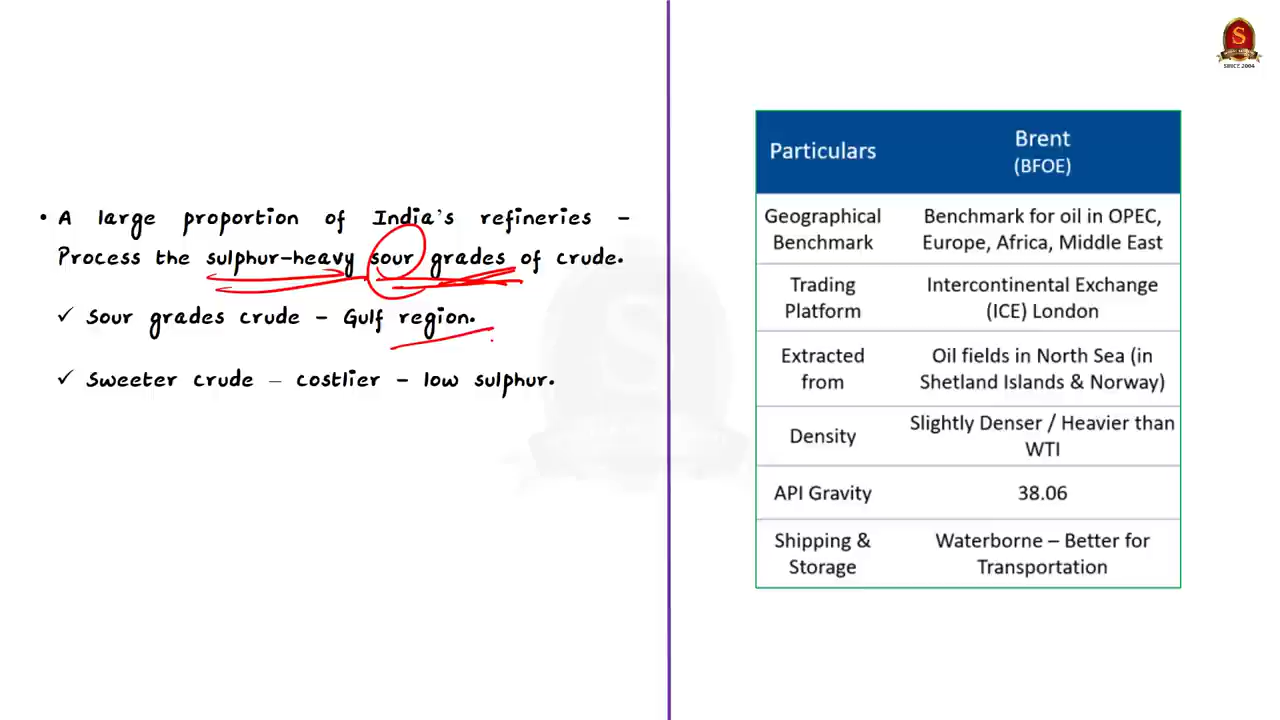 • A large proportion of India's refineries –
Process the sulphur-heavy sour grades of crude.
✓ Sour grades crude – Gulf region.
✓ Sweeter crude – costlier – low sulphur.
S
SINCE 2004
Particulars
Brent
(BFOE)
Geographical
Benchmark
Benchmark for oil in OPEC,
Europe, Africa, Middle East
Trading
Platform
Intercontinental Exchange
(ICE) London
Extracted
from
Oil fields in North Sea (in
Shetland Islands & Norway)
Density
Slightly Denser / Heavier than
WTI
API Gravity
38.06
Shipping &
Storage
Waterborne – Better for
Transportation